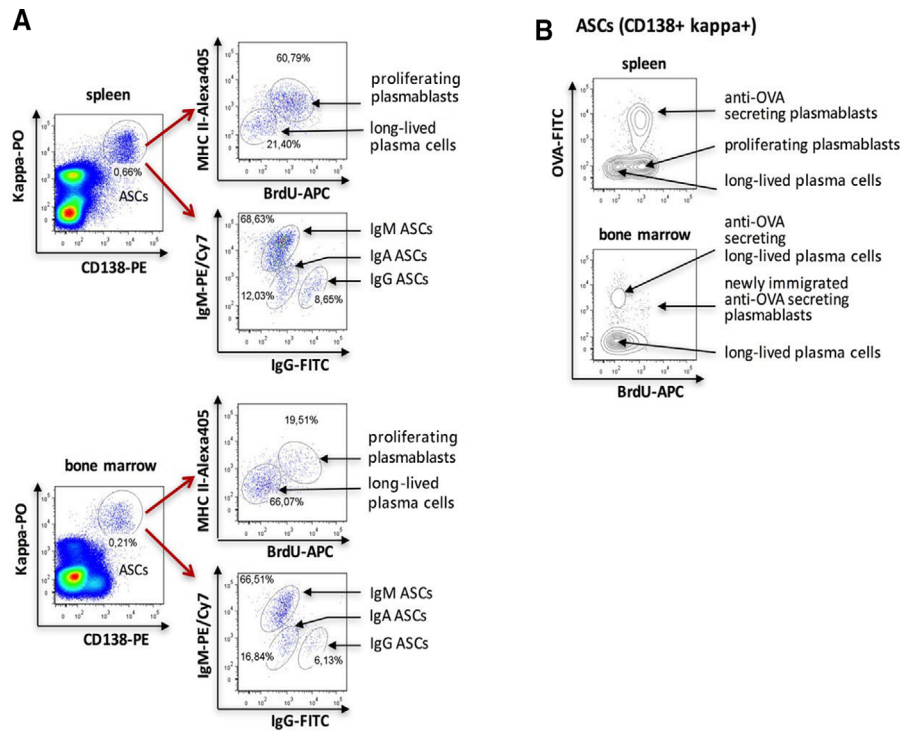 A
spleen
Kappa-PO
0,66%
ASCs
CD138-PE
MHC II-Alexa405
60,79%
21,40%
BrdU-APC
proliferating
plasmablasts
long-lived
plasma cells
IgM-PE/Cy7
68,63%
12,03%
8,65%
IgG-FITC
IgM ASCs
IgA ASCs
IgG ASCs
bone marrow
Kappa-PO
0,21%
ASCs
CD138-PE
MHC II-Alexa405
19,51%
66,07%
BrdU-APC
proliferating
plasmablasts
long-lived
plasma cells
IgM-PE/Cy7
66,51%
16,84%
6,13%
IgG-FITC
IgM ASCs
IgA ASCs
IgG ASCs
B
ASCs (CD138+ kappa+)
spleen
OVA-FITC
anti-OVA
secreting plasmablasts
proliferating plasmablasts
long-lived plasma cells
bone marrow
anti-OVA
secreting
long-lived plasma cells
newly immigrated
anti-OVA secreting
plasmablasts
long-lived plasma cells
BrdU-APC